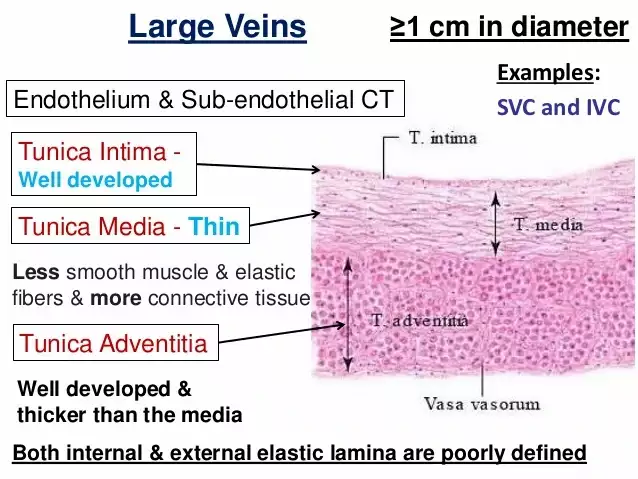 Large Veins
≥1 cm in diameter
Examples:
SVC and IVC
Endothelium & Sub-endothelial CT
T. intima
Tunica Intima -
Well developed
Tunica Media - Thin
T. media
Less smooth muscle & elastic
fibers & more connective tissue
T. adventitia
Tunica Adventitia
Well developed &
thicker than the media
Vasa vasorum
Both internal & external elastic lamina are poorly defined